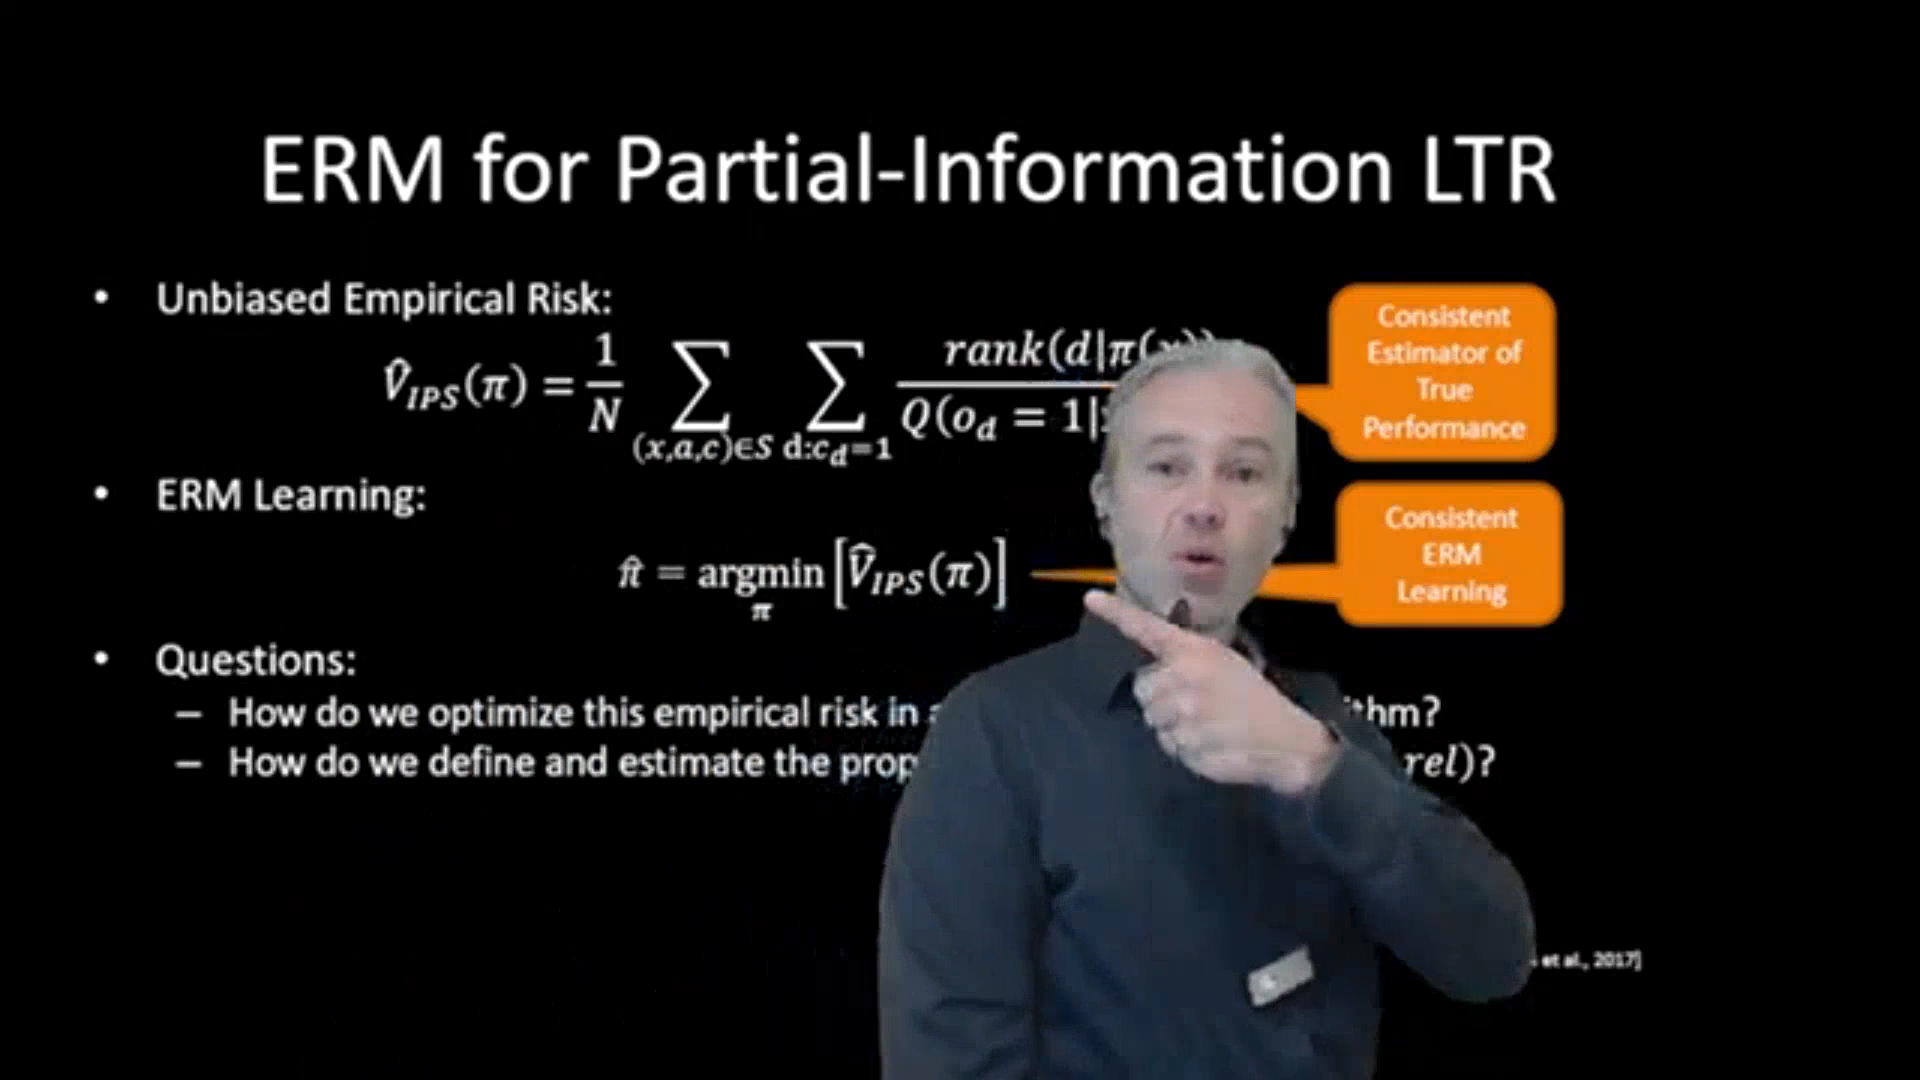 ERM for Partial-Information LTR
• Unbiased Empirical Risk:
V̂_IPS(π) = 1/N ∑_(x,a,c)∈S ∑_d:c_d=1 rank(d|π(x)) / Q(o_d = 1|
Consistent
Estimator of
True
Performance
• ERM Learning:
π̂ = argmin_π [V̂_IPS(π)]
Consistent
ERM
Learning
• Questions:
– How do we optimize this empirical risk in
– How do we define and estimate the rel)?
et al., 2017]